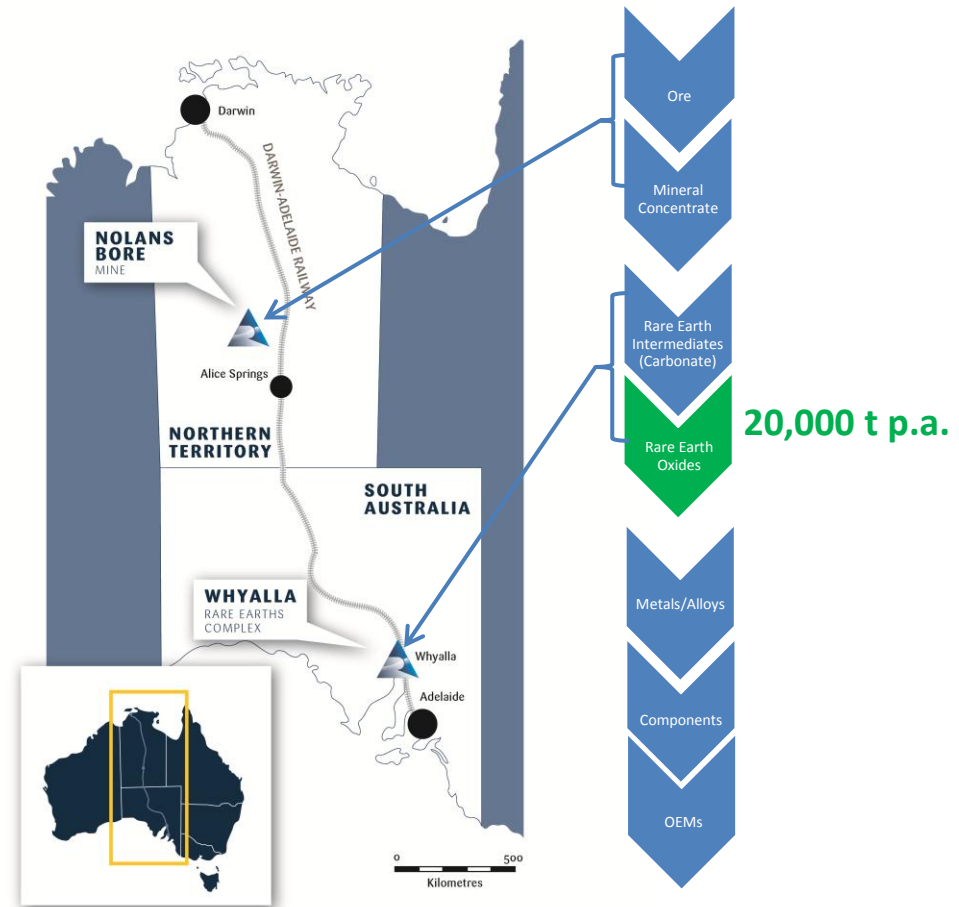 Darwin
DARWIN-ADELAIDE RAILWAY
NOLANS
BORE
MINE
Alice Springs
NORTHERN
TERRITORY
SOUTH
AUSTRALIA
WHYALLA
RARE EARTHS
COMPLEX
Whyalla
Adelaide
0 500
Kilometres
Ore
Mineral
Concentrate
Rare Earth
Intermediates
(Carbonate)
Rare Earth
Oxides
20,000 t p.a.
Metals/Alloys
Components
OEMs